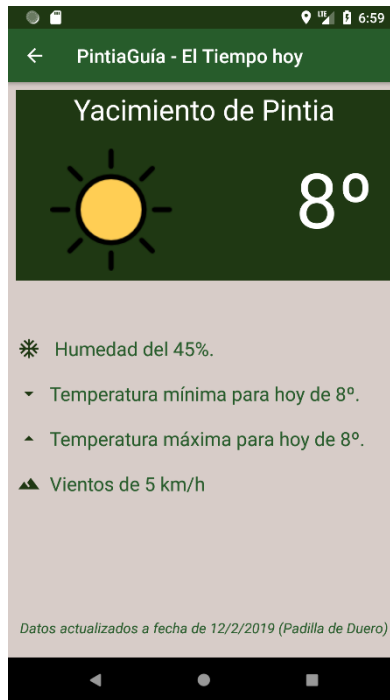 LTE 6:59
PintiaGuía - El Tiempo hoy
Yacimiento de Pintia
8º
Humedad del 45%.
Temperatura mínima para hoy de 8º.
Temperatura máxima para hoy de 8º.
Vientos de 5 km/h
Datos actualizados a fecha de 12/2/2019 (Padilla de Duero)